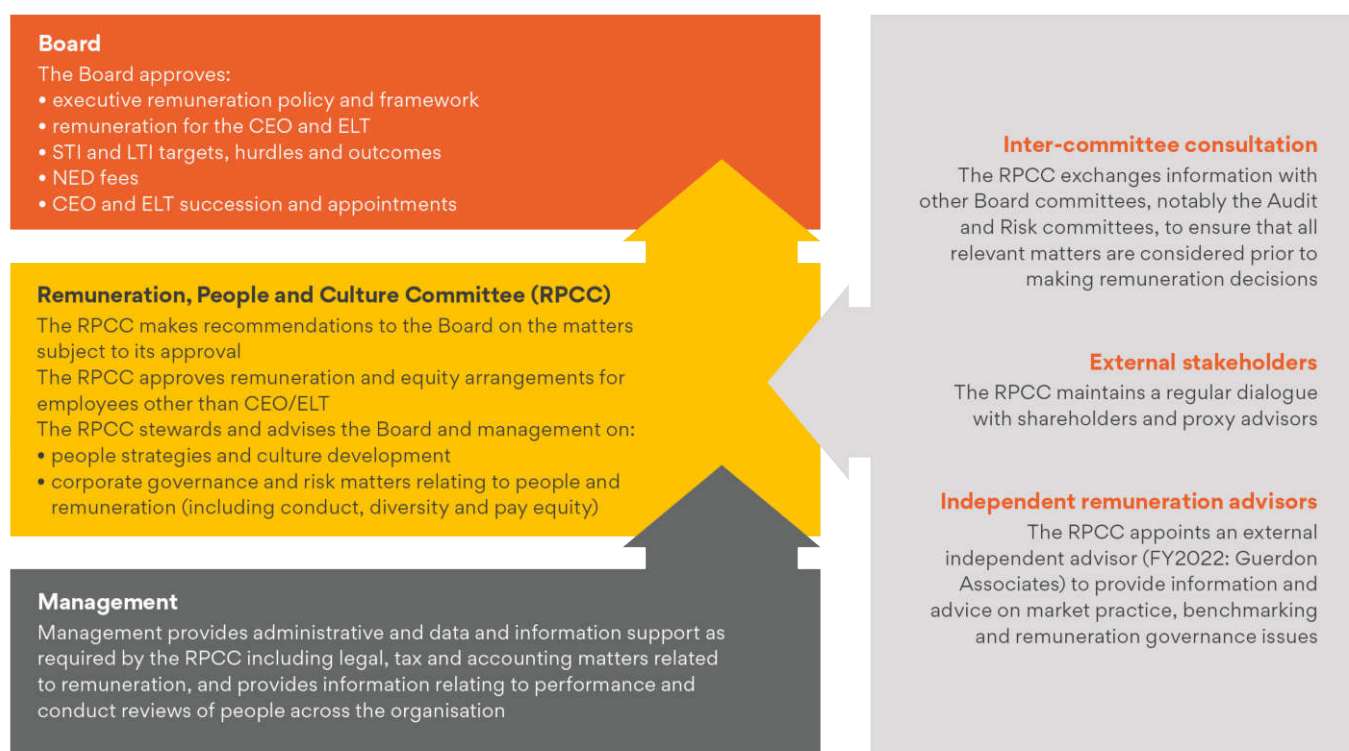 Board
The Board approves:
• executive remuneration policy and framework
• remuneration for the CEO and ELT
• STI and LTI targets, hurdles and outcomes
• NED fees
• CEO and ELT succession and appointments
Remuneration, People and Culture Committee (RPCC)
The RPCC makes recommendations to the Board on the matters
subject to its approval
The RPCC approves remuneration and equity arrangements for
employees other than CEO/ELT
The RPCC stewards and advises the Board and management on:
• people strategies and culture development
• corporate governance and risk matters relating to people and
remuneration (including conduct, diversity and pay equity)
Management
Management provides administrative and data and information support as
required by the RPCC including legal, tax and accounting matters related
to remuneration, and provides information relating to performance and
conduct reviews of people across the organisation
Inter-committee consultation
The RPCC exchanges information with
other Board committees, notably the Audit
and Risk committees, to ensure that all
relevant matters are considered prior to
making remuneration decisions
External stakeholders
The RPCC maintains a regular dialogue
with shareholders and proxy advisors
Independent remuneration advisors
The RPCC appoints an external
independent advisor (FY2022: Guerdon
Associates) to provide information and
advice on market practice, benchmarking
and remuneration governance issues